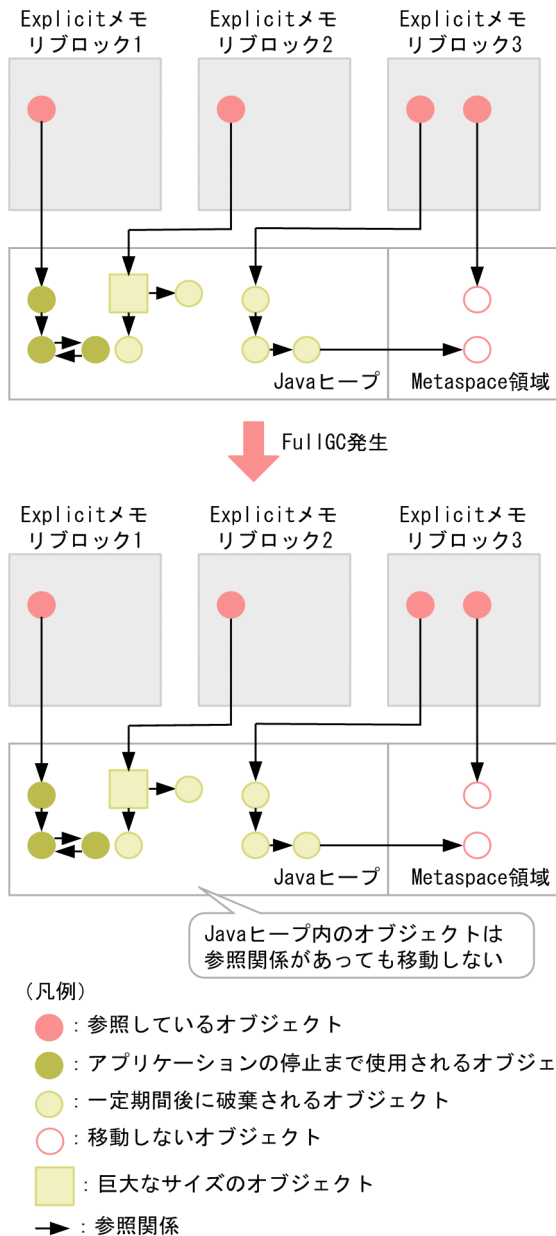 Explicitメモ
リブロック1
Explicitメモ
リブロック2
Explicitメモ
リブロック3
Javaヒープ
Metaspace領域
FullGC発生
Explicitメモ
リブロック1
Explicitメモ
リブロック2
Explicitメモ
リブロック3
Javaヒープ
Metaspace領域
Javaヒープ内のオブジェクトは
参照関係があっても移動しない
(凡例)
：参照しているオブジェクト
：アプリケーションの停止まで使用されるオブジェ
：一定期間後に破棄されるオブジェクト
：移動しないオブジェクト
：巨大なサイズのオブジェクト
：参照関係